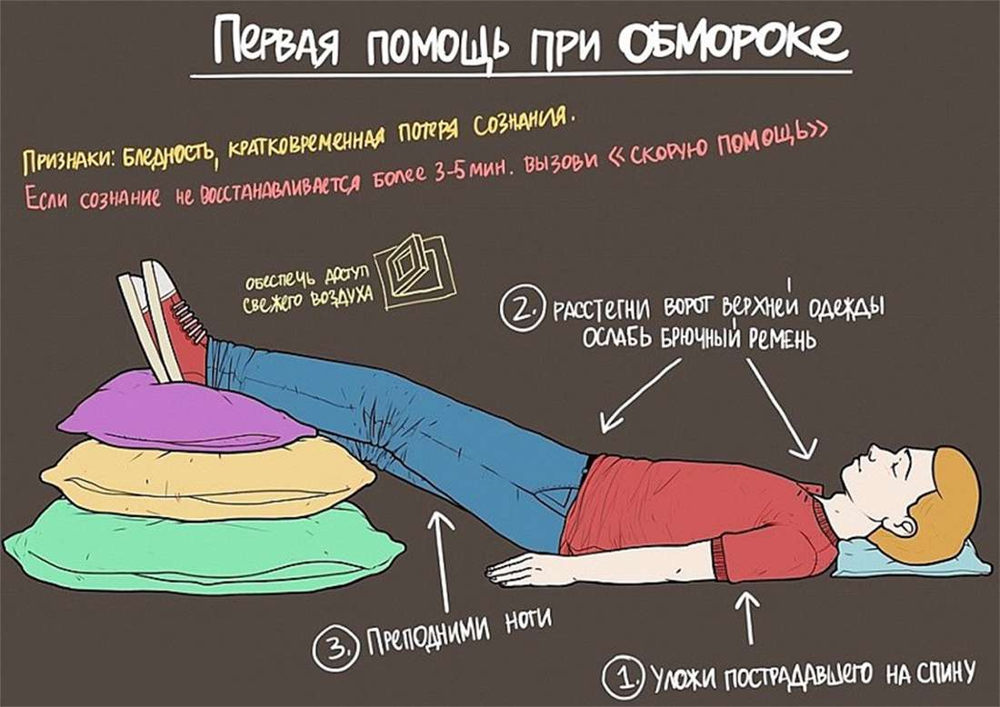 Первая помощь при ОБМОРОКЕ
Признаки: бледность, кратковременная потеря сознания.
Если сознание не восстанавливается более 3-5 мин. вызови «скорую помощь»
обеспечь доступ
свежего воздуха
2. Расстегни ворот верхней одежды
ослабь брючный ремень
3. Преподними ноги
1. Уложи пострадавшего на спину